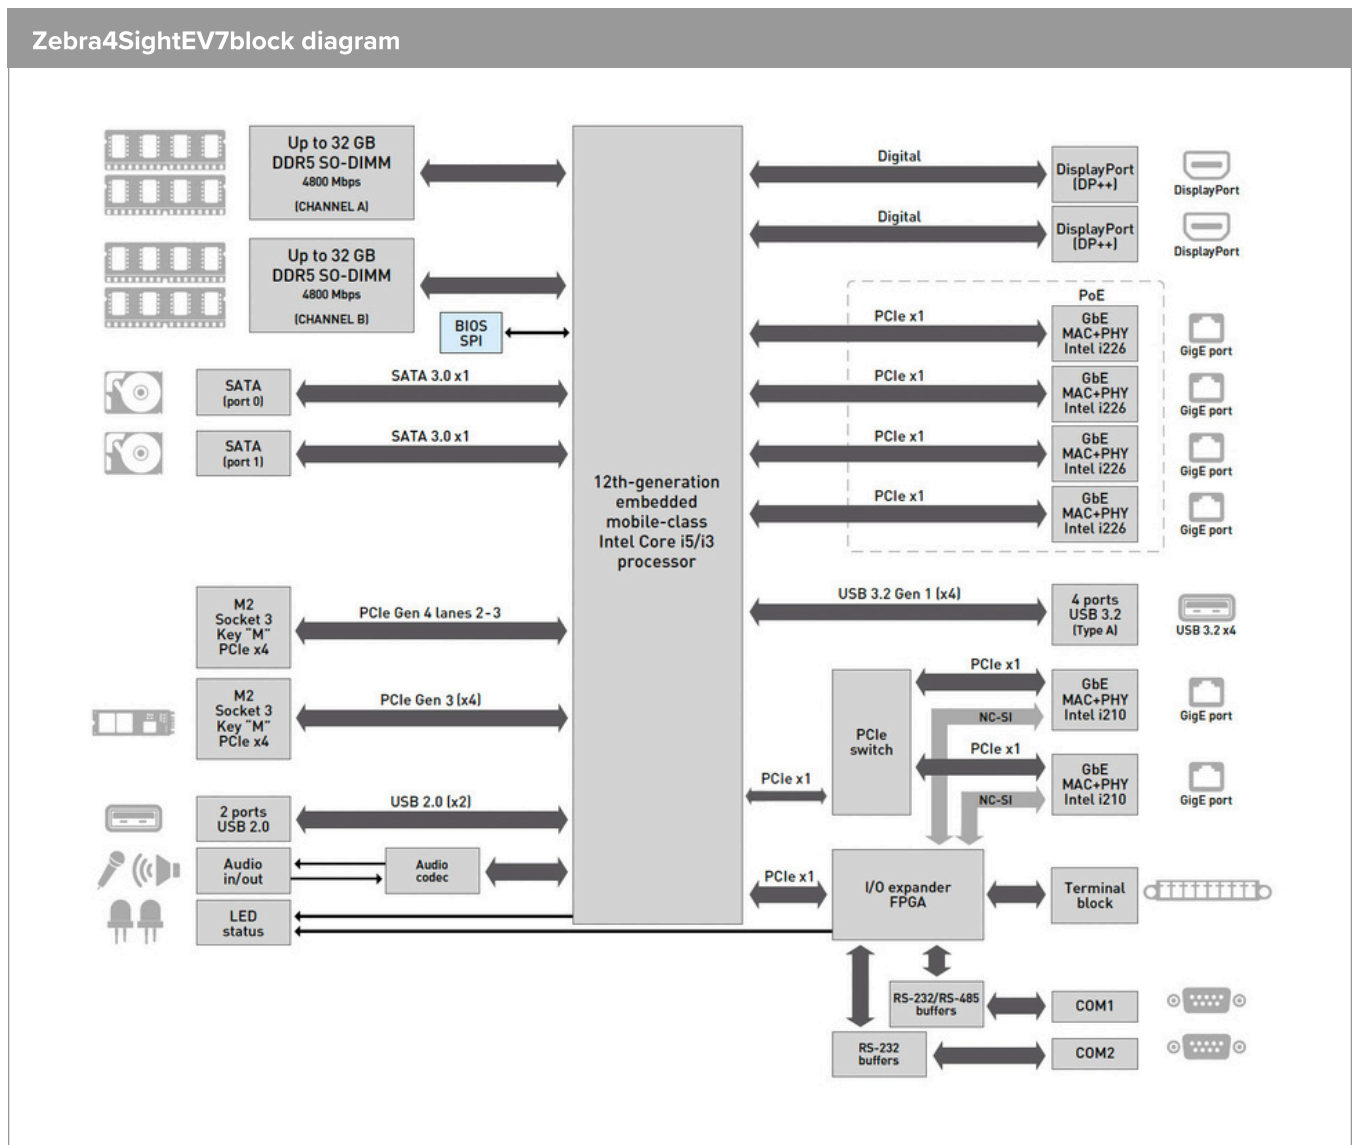 Zebra4SightEV7block diagram
Up to 32 GB
DDR5 SO-DIMM
4800 Mbps
(CHANNEL A)
Up to 32 GB
DDR5 SO-DIMM
4800 Mbps
(CHANNEL B)
BIOS
SPI
SATA
(port 0)
SATA 3.0 x1
SATA
(port 1)
SATA 3.0 x1
M2
Socket 3
Key “M”
PCIe x4
PCIe Gen 4 lanes 2-3
M2
Socket 3
Key “M”
PCIe x4
PCIe Gen 3 (x4)
2 ports
USB 2.0
USB 2.0 (x2)
Audio
in/out
Audio
codec
LED
status
12th-generation
embedded
mobile-class
Intel Core i5/i3
processor
Digital
DisplayPort
(DP++)
DisplayPort
Digital
DisplayPort
(DP++)
DisplayPort
PoE
PCIe x1
GbE
MAC+PHY
Intel i226
GigE port
PCIe x1
GbE
MAC+PHY
Intel i226
GigE port
PCIe x1
GbE
MAC+PHY
Intel i226
GigE port
PCIe x1
GbE
MAC+PHY
Intel i226
GigE port
USB 3.2 Gen 1 (x4)
4 ports
USB 3.2
(Type A)
USB 3.2 x4
PCIe x1
PCIe
switch
PCIe x1
NC-SI
GbE
MAC+PHY
Intel i210
GigE port
PCIe x1
NC-SI
GbE
MAC+PHY
Intel i210
GigE port
PCIe x1
I/O expander
FPGA
Terminal
block
RS-232/RS-485
buffers
COM1
RS-232
buffers
COM2